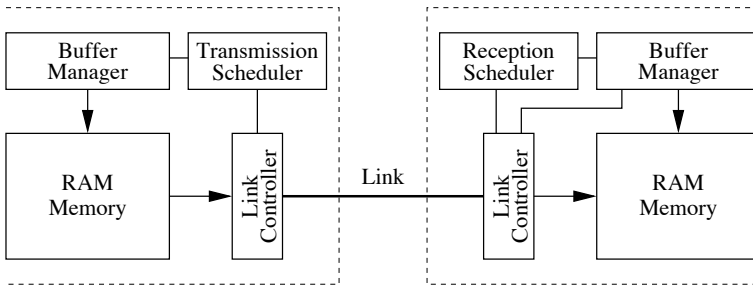 Buffer
Manager
Transmission
Scheduler
Reception
Scheduler
Buffer
Manager
RAM
Memory
Link
Controller
Link
Link
Controller
RAM
Memory